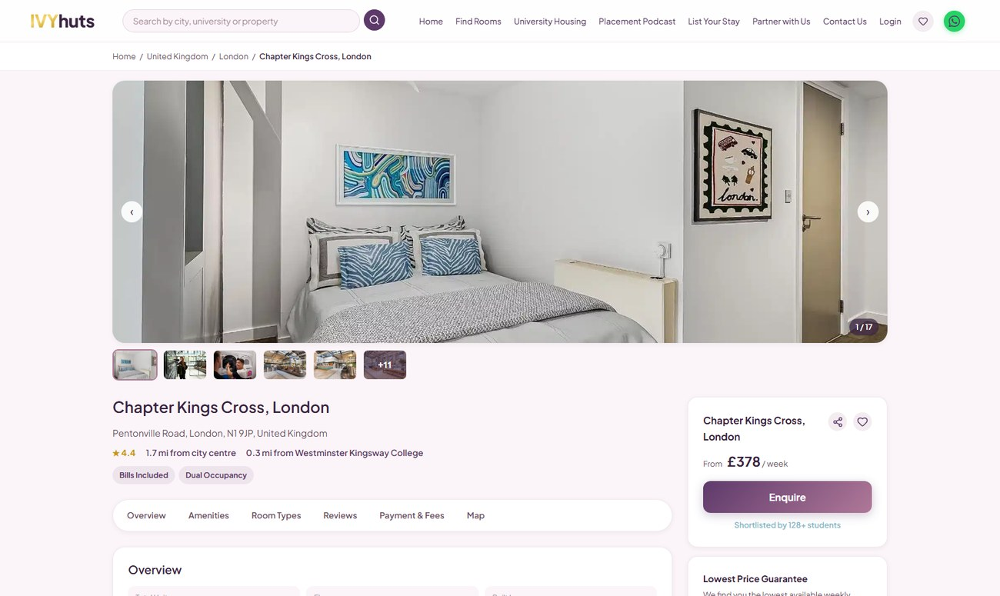 IVYhuts
Search by city, university or property
Home Find Rooms University Housing Placement Podcast List Your Stay Partner with Us Contact Us Login
Home / United Kingdom / London / Chapter Kings Cross, London
london.
‹
›
1 / 17
+11
Chapter Kings Cross, London
Pentonville Road, London, N1 9JP, United Kingdom
★ 4.4 1.7 mi from city centre 0.3 mi from Westminster Kingsway College
Bills Included Dual Occupancy
Overview Amenities Room Types Reviews Payment & Fees Map
Overview
Chapter Kings Cross,
London
From £378 / week
Enquire
Shortlisted by 128+ students
Lowest Price Guarantee
We find you the lowest available weekly